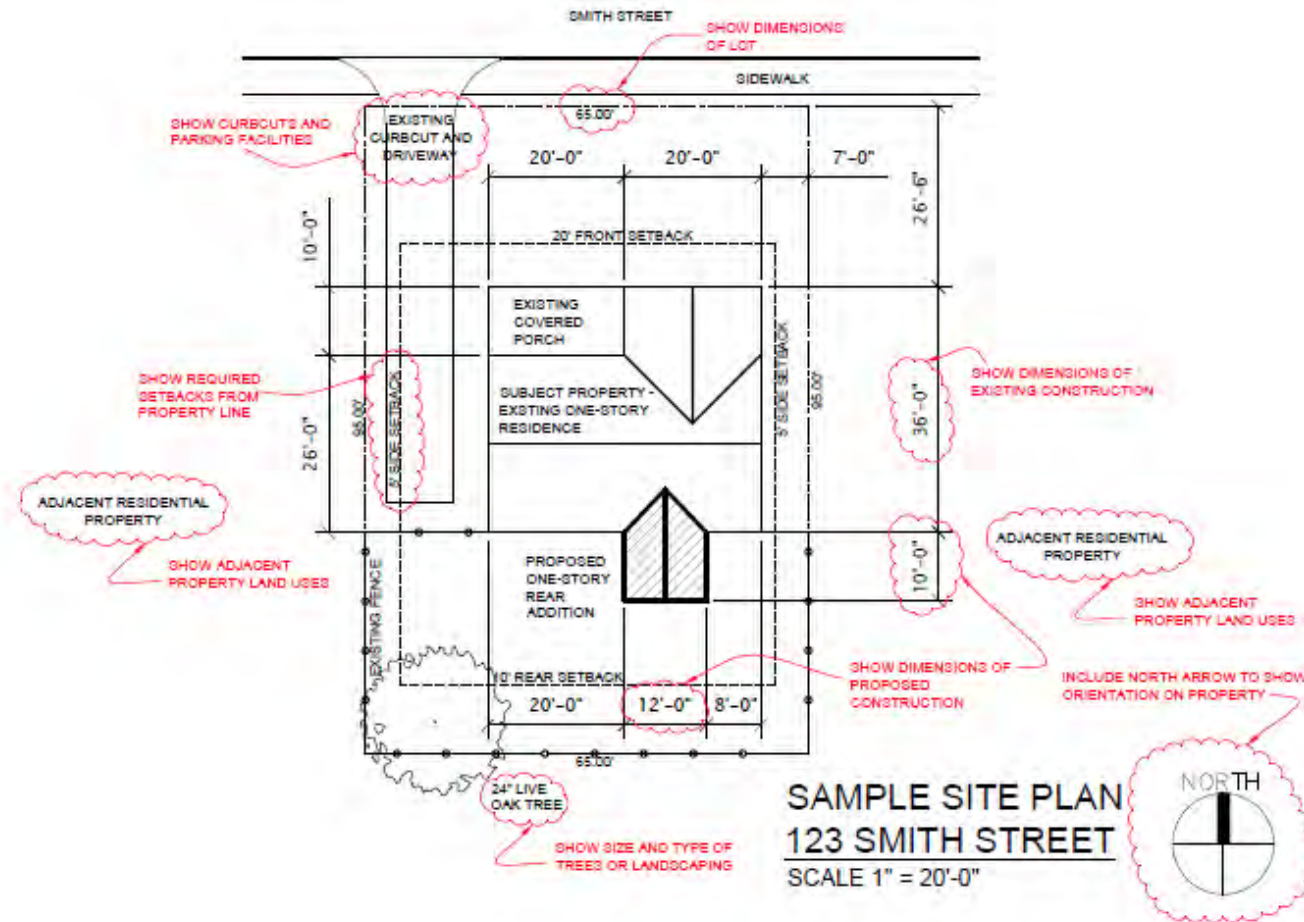 SMITH STREET
SHOW DIMENSIONS
OF LOT
SIDEWALK
65.00'
SHOW CURBCUTS AND
PARKING FACILITIES
EXISTING
CURBCUT AND
DRIVEWAY
20'-0"
20'-0"
7'-0"
26'-6"
10'-0"
20' FRONT SETBACK
EXISTING
COVERED
PORCH
5' SIDE SETBACK
95.00'
SHOW REQUIRED
SETBACKS FROM
PROPERTY LINE
95.00'
5' SIDE SETBACK
26'-0"
SUBJECT PROPERTY -
EXSTING ONE-STORY
RESIDENCE
SHOW DIMENSIONS OF
EXISTING CONSTRUCTION
36'-0"
ADJACENT RESIDENTIAL
PROPERTY
SHOW ADJACENT
PROPERTY LAND USES
EXISTING FENCE
PROPOSED
ONE-STORY
REAR
ADDITION
10'-0"
ADJACENT RESIDENTIAL
PROPERTY
SHOW ADJACENT
PROPERTY LAND USES
10' REAR SETBACK
20'-0"
12'-0"
8'-0"
SHOW DIMENSIONS OF
PROPOSED
CONSTRUCTION
INCLUDE NORTH ARROW TO SHOW
ORIENTATION ON PROPERTY
65.00'
24" LIVE
OAK TREE
SHOW SIZE AND TYPE OF
TREES OR LANDSCAPING
SAMPLE SITE PLAN
123 SMITH STREET
SCALE 1" = 20'-0"
NORTH